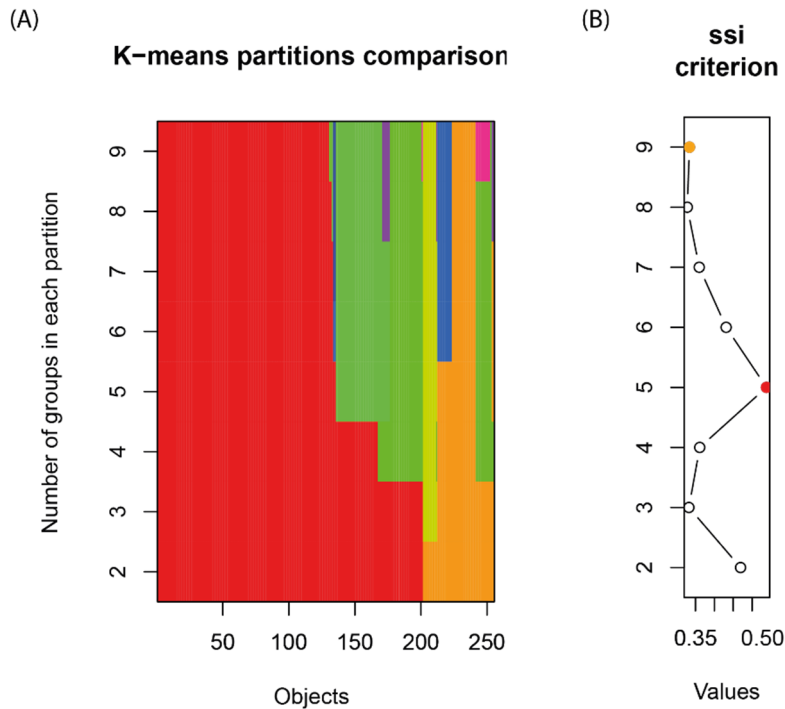 (A)
K−means partitions comparison
Number of groups in each partition
9
8
7
6
5
4
3
2
50 100 150 200 250
Objects
(B)
ssi
criterion
9
8
7
6
5
4
3
2
0.35 0.50
Values